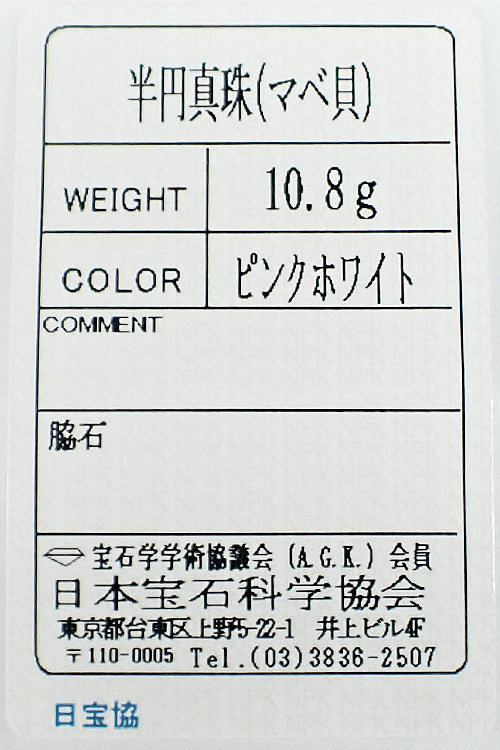 半円真珠(マベ貝)
WEIGHT 10.8g
COLOR ピンクホワイト
COMMENT
脇石
宝石学学術協議会 (A.G.K.) 会員
日本宝石科学協会
東京都台東区上野5-22-1 井上ビル4F
〒110-0005 Tel.(03)3836-2507
日宝協